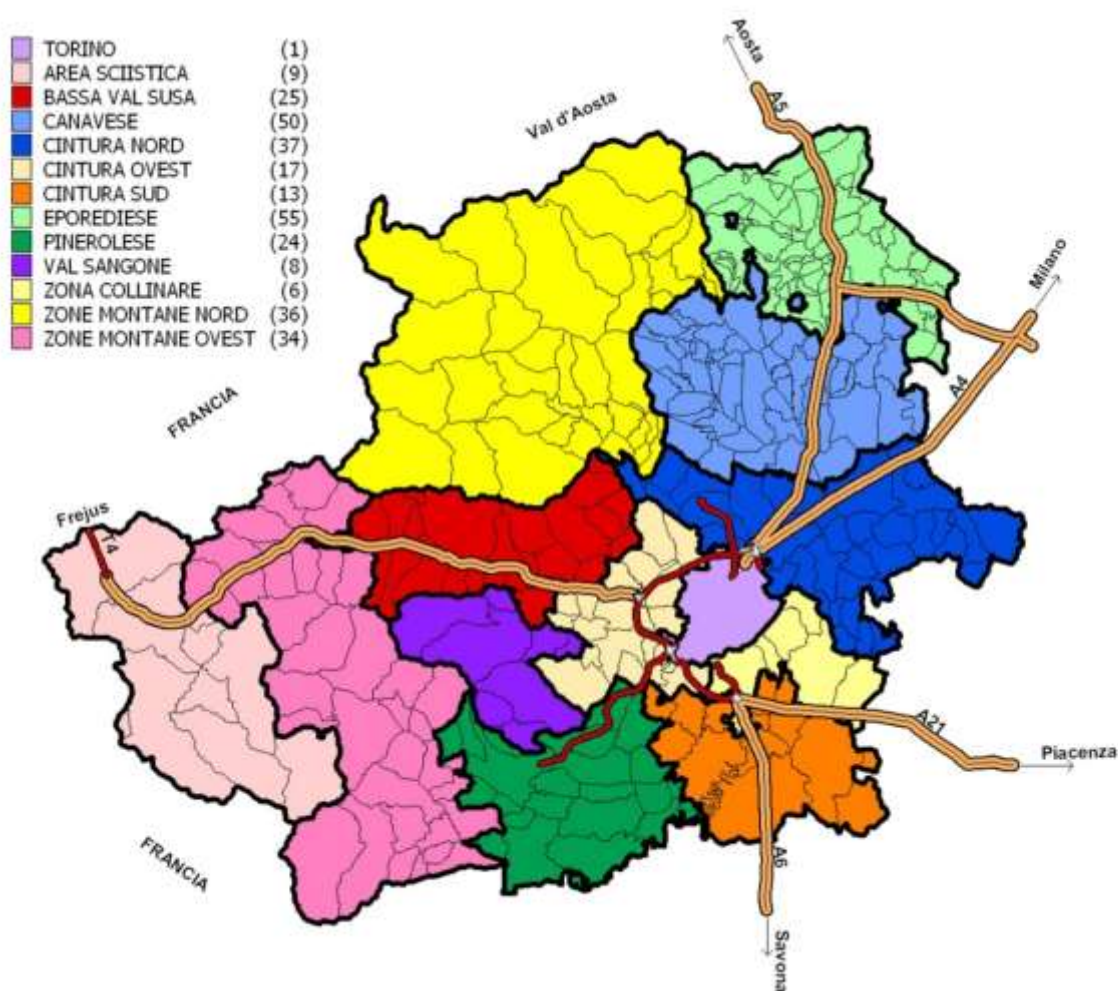 TORINO (1)
AREA SCIISTICA (9)
BASSA VAL SUSA (25)
CANAVESE (50)
CINTURA NORD (37)
CINTURA OVEST (17)
CINTURA SUD (13)
EPOREDIESE (55)
PINEROLESE (24)
VAL SANGONE (8)
ZONA COLLINARE (6)
ZONE MONTANE NORD (36)
ZONE MONTANE OVEST (34)
Aosta
A5
Val d'Aosta
Milano
A4
FRANCIA
Frejus
T4
A21
Piacenza
FRANCIA
A6
Savona